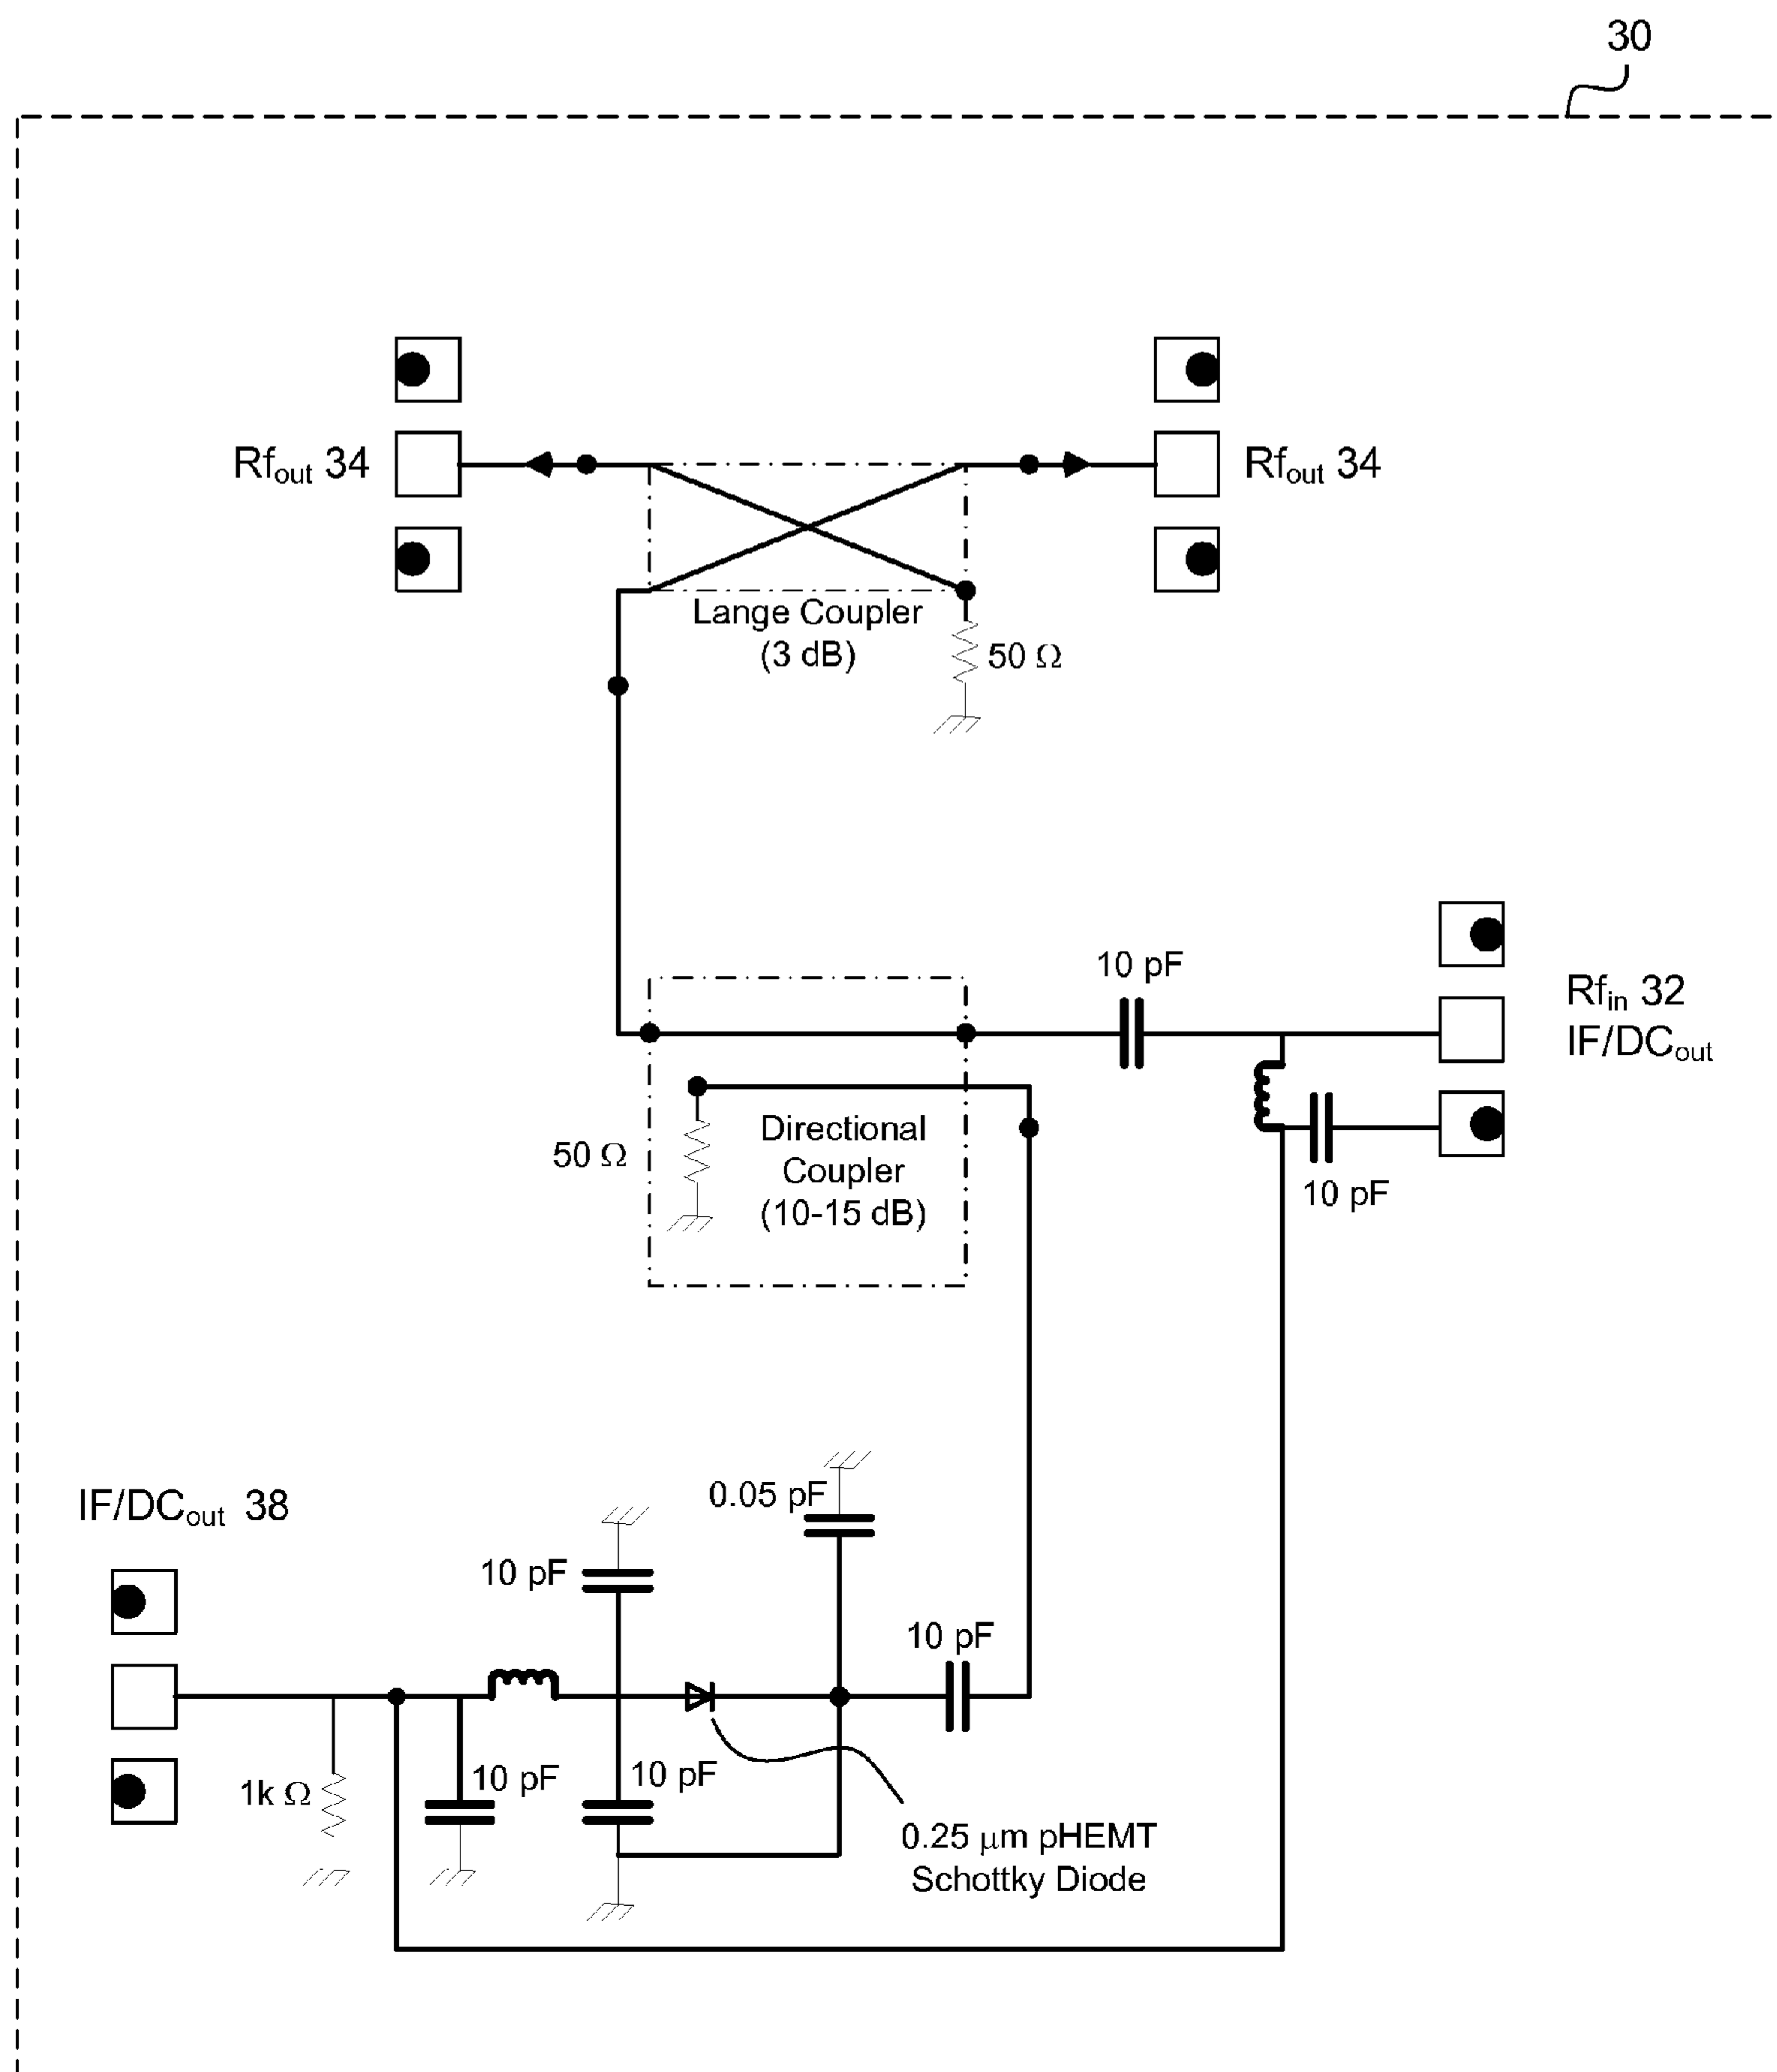 30
Rfout 34
Rfout 34
Lange Coupler
(3 dB)
50 Ω
10 pF
Rfin 32
IF/DCout
Directional
Coupler
(10-15 dB)
50 Ω
10 pF
IF/DCout 38
0.05 pF
10 pF
10 pF
1k Ω
10 pF
10 pF
0.25 μm pHEMT
Schottky Diode